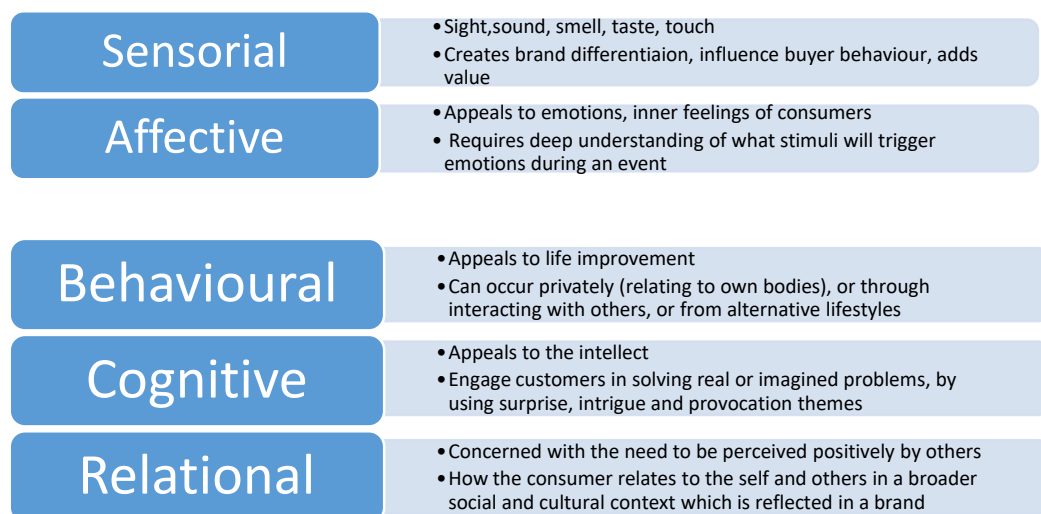 Sensorial
•Sight,sound, smell, taste, touch
•Creates brand differentiaion, influence buyer behaviour, adds
value
Affective
•Appeals to emotions, inner feelings of consumers
• Requires deep understanding of what stimuli will trigger
emotions during an event
Behavioural
•Appeals to life improvement
•Can occur privately (relating to own bodies), or through
interacting with others, or from alternative lifestyles
Cognitive
•Appeals to the intellect
•Engage customers in solving real or imagined problems, by
using surprise, intrigue and provocation themes
Relational
•Concerned with the need to be perceived positively by others
•How the consumer relates to the self and others in a broader
social and cultural context which is reflected in a brand